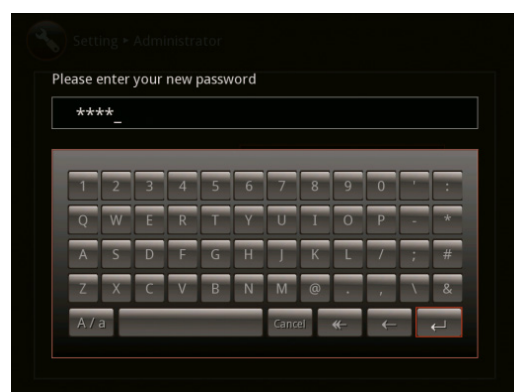 Setting ▸ Administrator
Please enter your new password
****_
1 2 3 4 5 6 7 8 9 0 ' :
Q W E R T Y U I O P - *
A S D F G H J K L / ; #
Z X C V B N M @ . , \ &
A / a Cancel